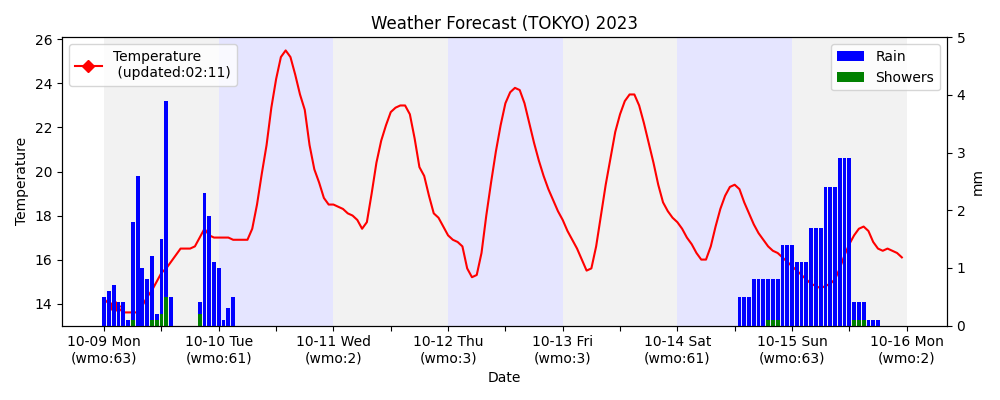 Weather Forecast (TOKYO) 2023
Temperature
(updated:02:11)
Rain
Showers
26
24
22
20
18
16
14
Temperature
5
4
3
2
1
0
mm
10-09 Mon
(wmo:63)
10-10 Tue
(wmo:61)
10-11 Wed
(wmo:2)
10-12 Thu
(wmo:3)
10-13 Fri
(wmo:3)
10-14 Sat
(wmo:61)
10-15 Sun
(wmo:63)
10-16 Mon
(wmo:2)
Date